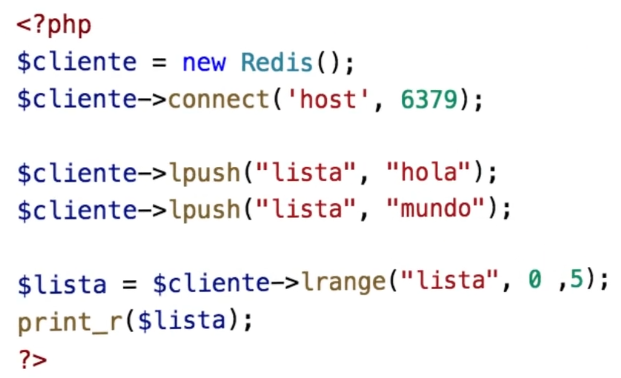 <?php
$cliente = new Redis();
$cliente->connect('host', 6379);
$cliente->lpush("lista", "hola");
$cliente->lpush("lista", "mundo");
$lista = $cliente->lrange("lista", 0 ,5);
print_r($lista);
?>